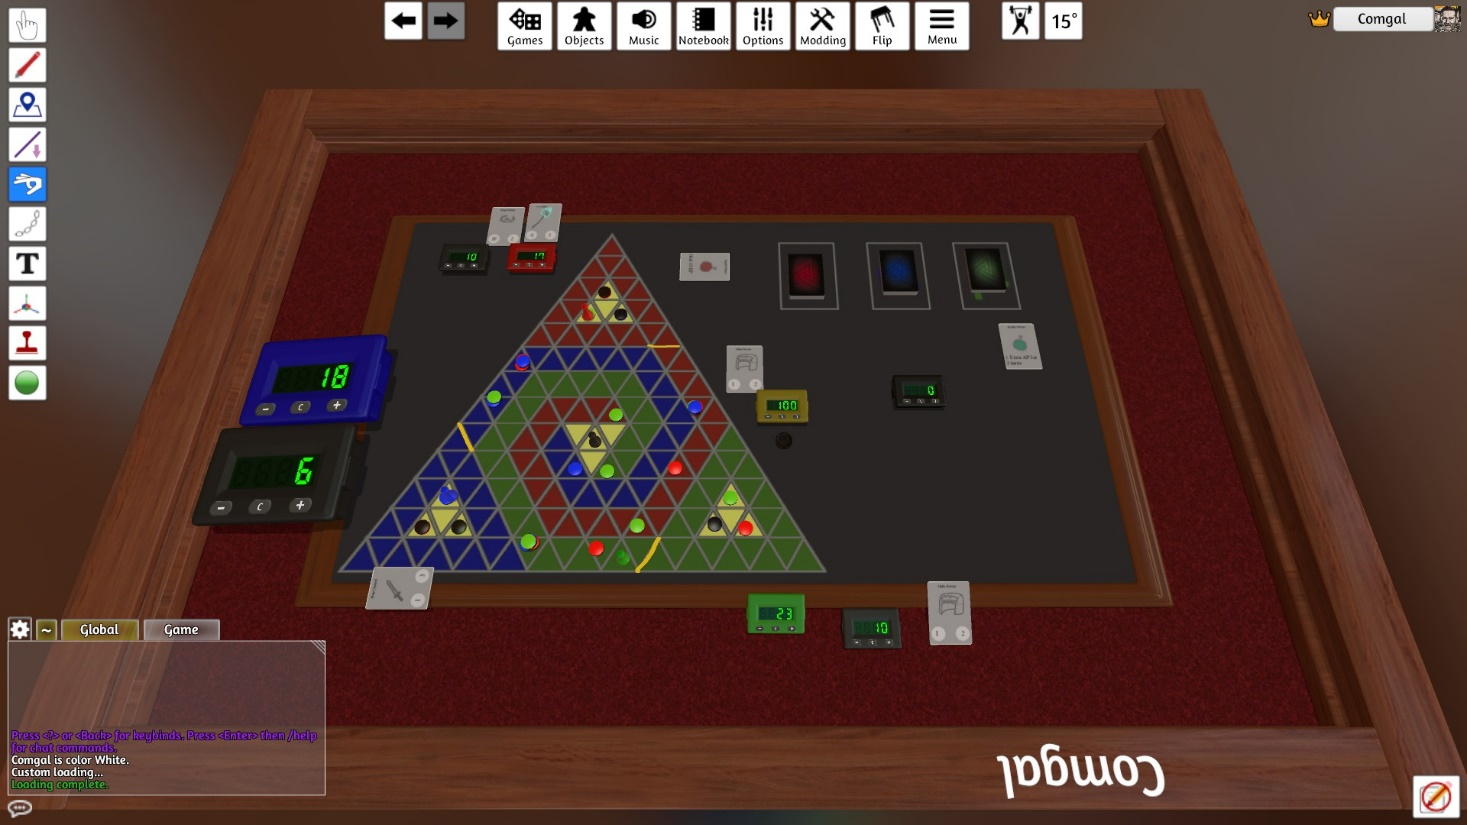 Games
Objects
Music
Notebook
Options
Modding
Flip
Menu
15°
Comgal
T
10
17
18
6
C
C
100
0
23
10
1 2
Global
Game
~
Press <?> or <Back> for keybinds. Press <Enter> then /help
for chat commands.
Comgal is color White.
Custom loading...
Loading complete.
Comgal